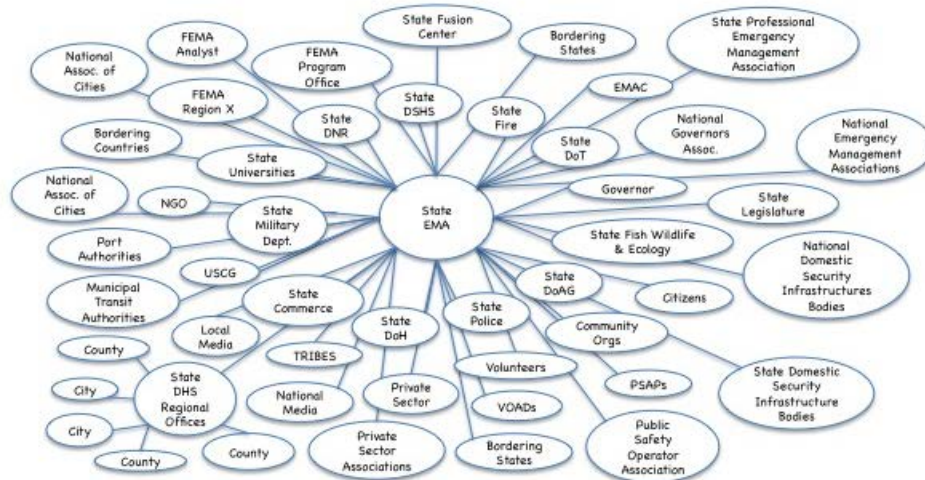 State Fusion
Center
State Professional
Emergency
Management
Association
FEMA
Analyst
Bordering
States
National
Assoc. of
Cities
FEMA
Program
Office
EMAC
FEMA
Region X
State
DSHS
State
Fire
State
DNR
National
Governors
Assoc.
National
Emergency
Management
Associations
Bordering
Countries
State
DoT
State
Universities
Governor
National
Assoc. of
Cities
NGO
State
Military
Dept.
State
EMA
State
Legislature
Port
Authorities
State Fish Wildlife
& Ecology
National
Domestic
Security
Infrastructures
Bodies
USCG
State
DoAG
Municipal
Transit
Authorities
State
Commerce
Citizens
Local
Media
State
DoH
State
Police
Community
Orgs
County
TRIBES
Volunteers
State
DHS
Regional
Offices
City
National
Media
Private
Sector
PSAPs
State Domestic
Security
Infrastructure
Bodies
VOADs
City
County
County
Private
Sector
Associations
Bordering
States
Public
Safety
Operator
Association